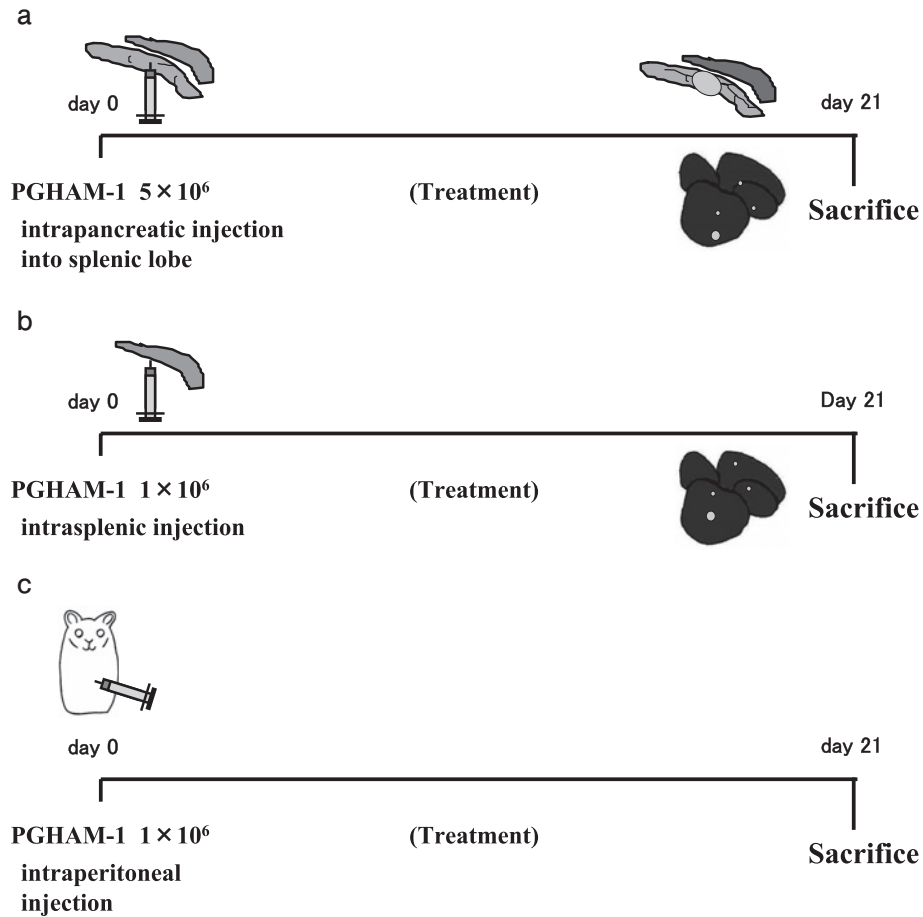 a
day 0
day 21
PGHAM-1 5×10⁶
(Treatment)
Sacrifice
intrapancreatic injection
into splenic lobe
b
day 0
Day 21
PGHAM-1 1×10⁶
(Treatment)
Sacrifice
intrasplenic injection
c
day 0
day 21
PGHAM-1 1×10⁶
(Treatment)
Sacrifice
intraperitoneal
injection